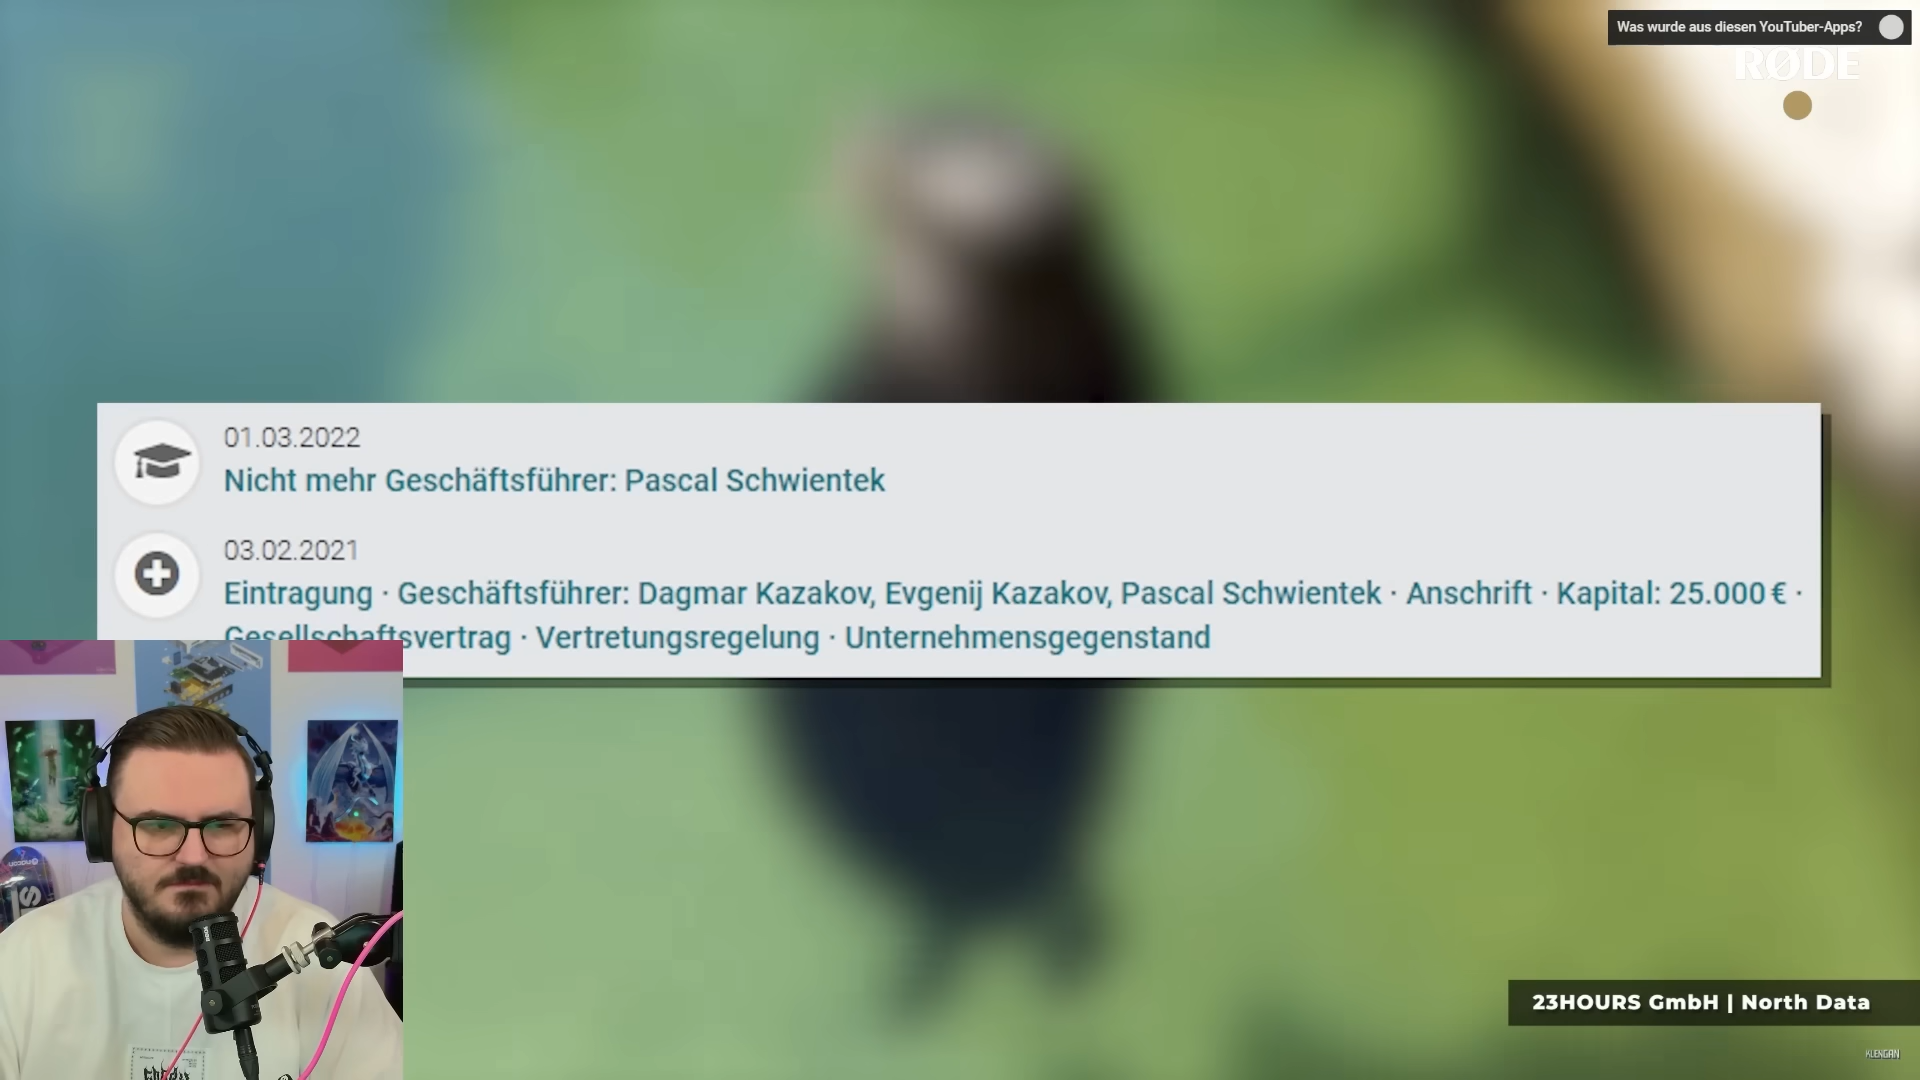 Was wurde aus diesen YouTuber-Apps?
RØDE
01.03.2022
Nicht mehr Geschäftsführer: Pascal Schwientek
03.02.2021
Eintragung · Geschäftsführer: Dagmar Kazakov, Evgenij Kazakov, Pascal Schwientek · Anschrift · Kapital: 25.000 € ·
Gesellschaftsvertrag · Vertretungsregelung · Unternehmensgegenstand
23HOURS GmbH | North Data
KLENGAN